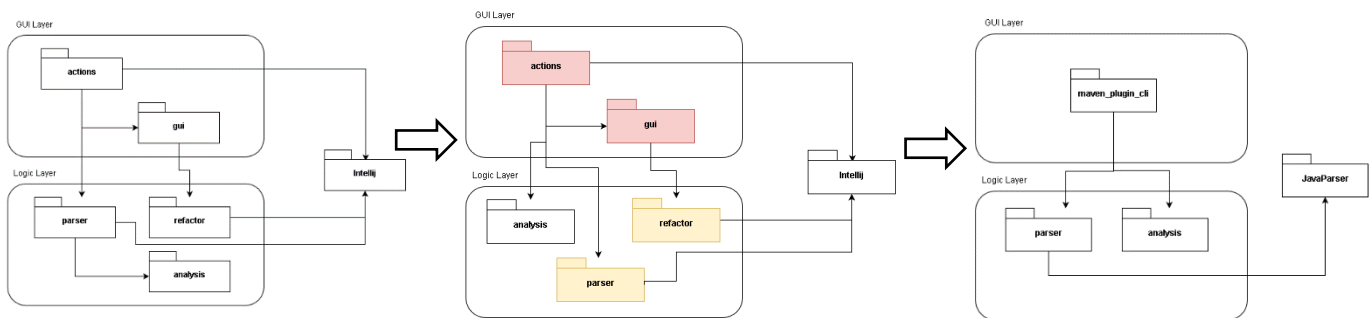 GUI Layer
actions
gui
Intellij
Logic Layer
parser
refactor
analysis
GUI Layer
actions
gui
Intellij
Logic Layer
analysis
refactor
parser
GUI Layer
maven_plugin_cli
JavaParser
Logic Layer
parser
analysis